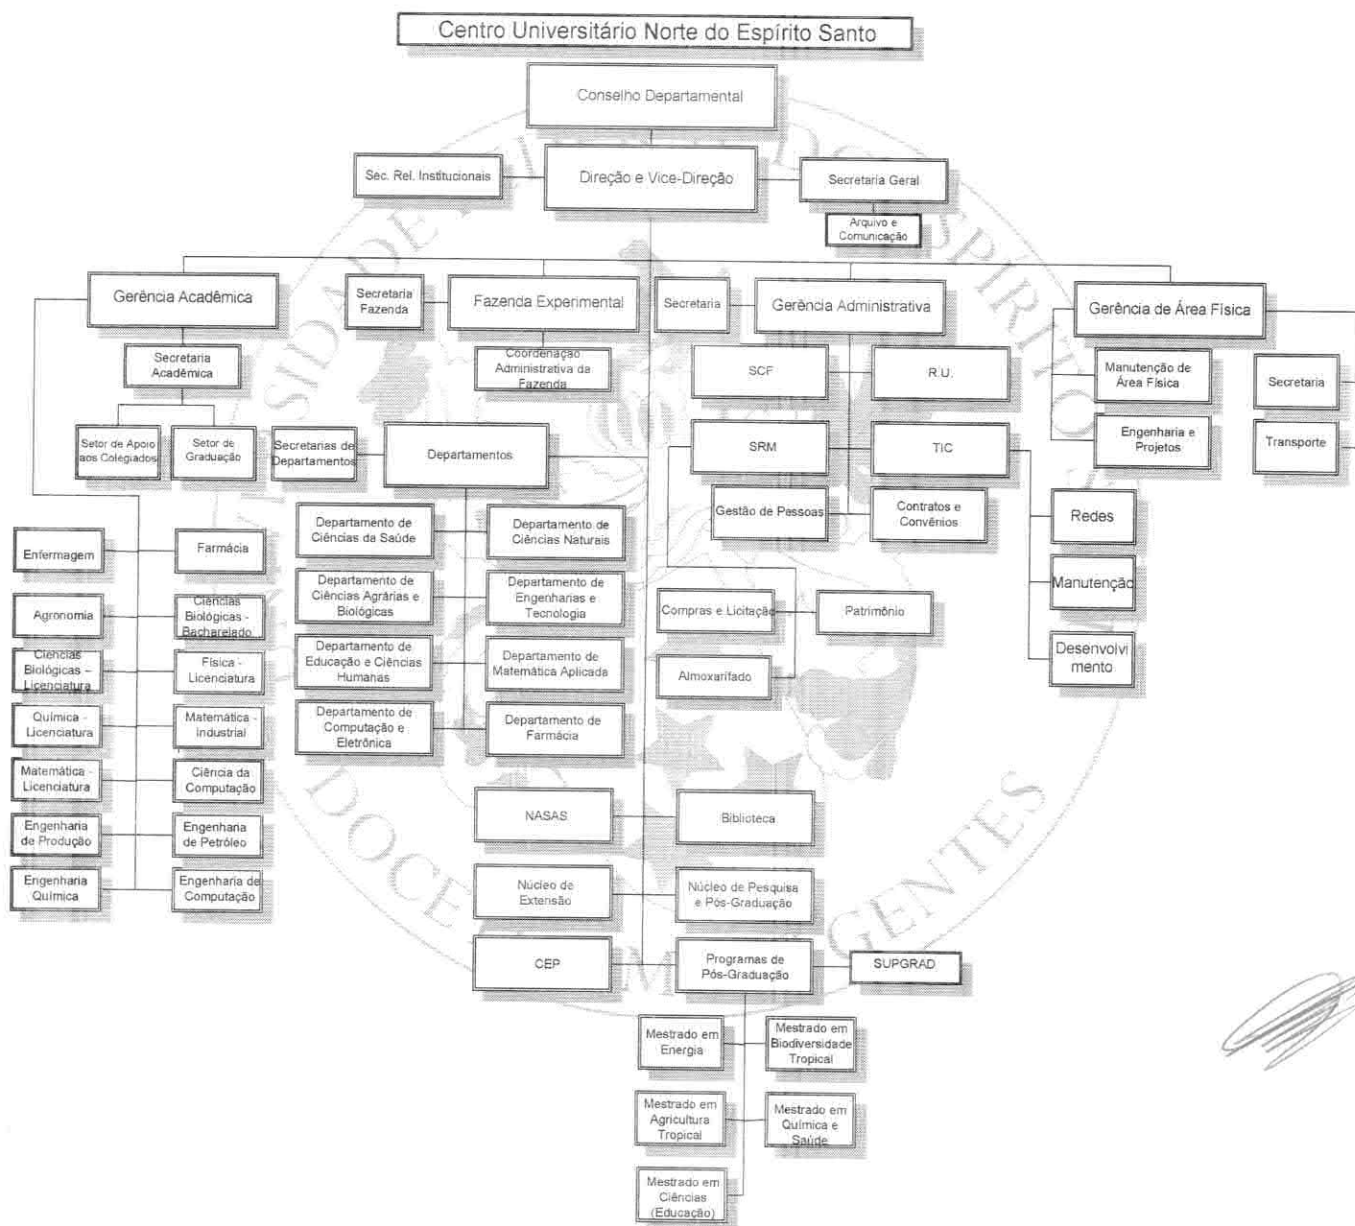 Centro Universitário Norte do Espírito Santo
Conselho Departamental
Sec. Rel. Institucionais
Direção e Vice-Direção
Secretaria Geral
Arquivo e
Comunicação
Gerência Acadêmica
Secretaria
Fazenda
Fazenda Experimental
Secretaria
Gerência Administrativa
Gerência de Área Física
Secretaria
Acadêmica
Coordenação
Administrativa da
Fazenda
SCF
R.U.
Manutenção de
Área Física
Secretaria
Setor de Apoio
aos Colegiados
Setor de
Graduação
Secretarias de
Departamentos
Departamentos
SRM
TIC
Engenharia e
Projetos
Transporte
Gestão de Pessoas
Contratos e
Convênios
Redes
Manutenção
Desenvolvi
mento
Compras e Licitação
Patrimônio
Almoxarifado
Departamento de
Ciências da Saúde
Departamento de
Ciências Naturais
Departamento de
Ciências Agrárias e
Biológicas
Departamento de
Engenharias e
Tecnologia
Departamento de
Educação e Ciências
Humanas
Departamento de
Matemática Aplicada
Departamento de
Computação e
Eletrônica
Departamento de
Farmácia
Enfermagem
Farmácia
Agronomia
Ciências
Biológicas -
Bacharelado
Ciências
Biológicas –
Licenciatura
Física -
Licenciatura
Química -
Licenciatura
Matemática -
Industrial
Matemática -
Licenciatura
Ciência da
Computação
Engenharia
de Produção
Engenharia
de Petróleo
Engenharia
Química
Engenharia de
Computação
NASAS
Biblioteca
Núcleo de
Extensão
Núcleo de Pesquisa
e Pós-Graduação
CEP
Programas de
Pós-Graduação
SUPGRAD
Mestrado em
Energia
Mestrado em
Biodiversidade
Tropical
Mestrado em
Agricultura
Tropical
Mestrado em
Química e
Saúde
Mestrado em
Ciências
(Educação)